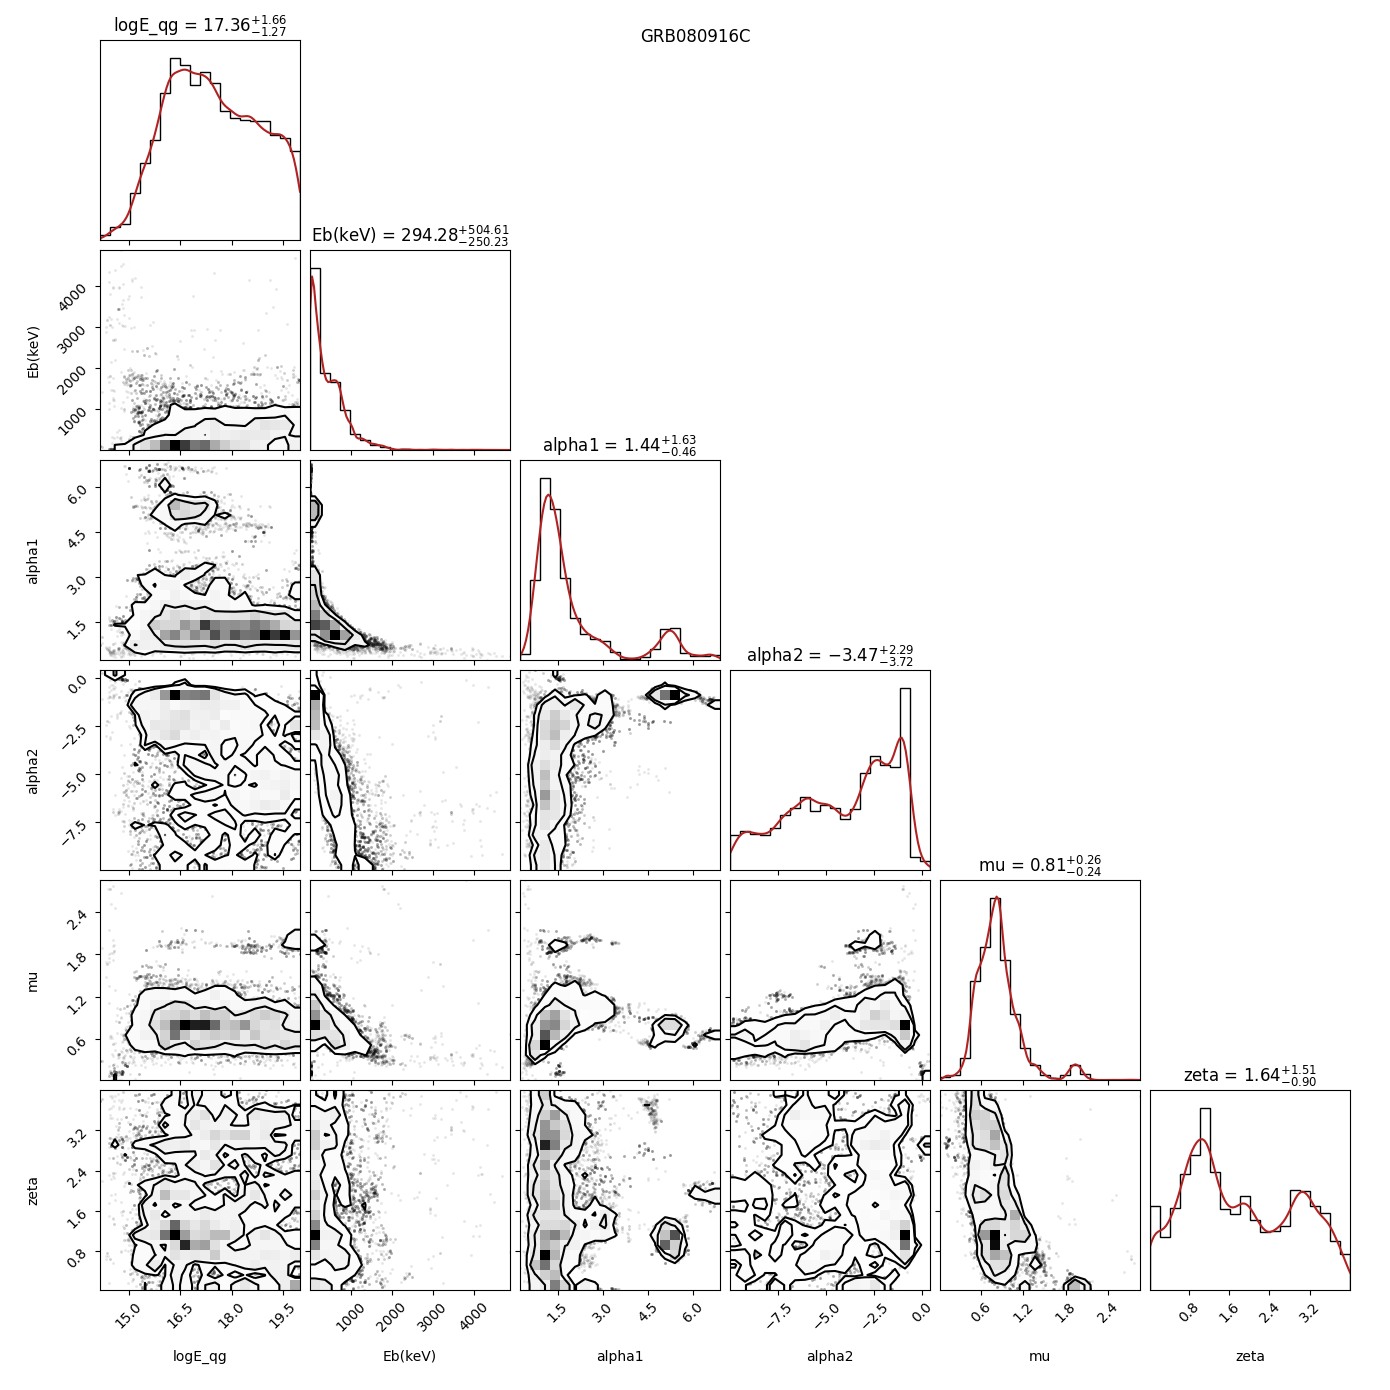 GRB080916C
logE_qg = 17.36+1.66−1.27
Eb(keV) = 294.28+504.61−250.23
4000
3000
2000
1000
Eb(keV)
alpha1 = 1.44+1.63−0.46
6.0
4.5
3.0
1.5
alpha1
alpha2 = −3.47+2.29−3.72
0.0
−2.5
−5.0
−7.5
alpha2
mu = 0.81+0.26−0.24
2.4
1.8
1.2
0.6
mu
zeta = 1.64+1.51−0.90
3.2
2.4
1.6
0.8
zeta
15.0 16.5 18.0 19.5 1000 2000 3000 4000 1.5 3.0 4.5 6.0 −7.5 −5.0 −2.5 0.0 0.6 1.2 1.8 2.4 0.8 1.6 2.4 3.2
logE_qg Eb(keV) alpha1 alpha2 mu zeta